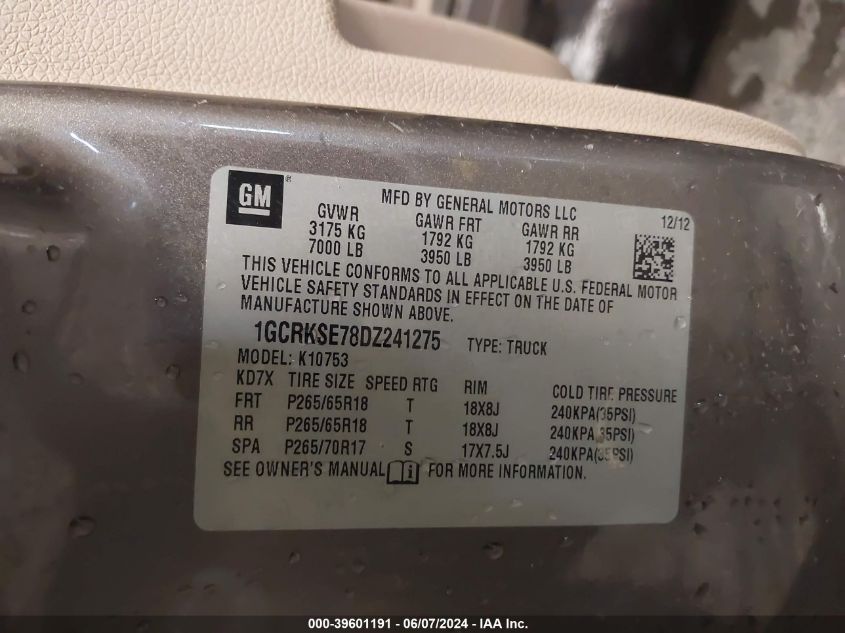 GM
MFD BY GENERAL MOTORS LLC
12/12
GVWR GAWR FRT GAWR RR
3175 KG 1792 KG 1792 KG
7000 LB 3950 LB 3950 LB
THIS VEHICLE CONFORMS TO ALL APPLICABLE U.S. FEDERAL MOTOR
VEHICLE SAFETY STANDARDS IN EFFECT ON THE DATE OF
MANUFACTURE SHOWN ABOVE.
1GCRKSE78DZ241275 TYPE: TRUCK
MODEL: K10753
KD7X TIRE SIZE SPEED RTG RIM COLD TIRE PRESSURE
FRT P265/65R18 T 18X8J 240KPA(35PSI)
RR P265/65R18 T 18X8J 240KPA(35PSI)
SPA P265/70R17 S 17X7.5J 240KPA(35PSI)
SEE OWNER'S MANUAL i FOR MORE INFORMATION.
000-39601191 - 06/07/2024 - IAA Inc.